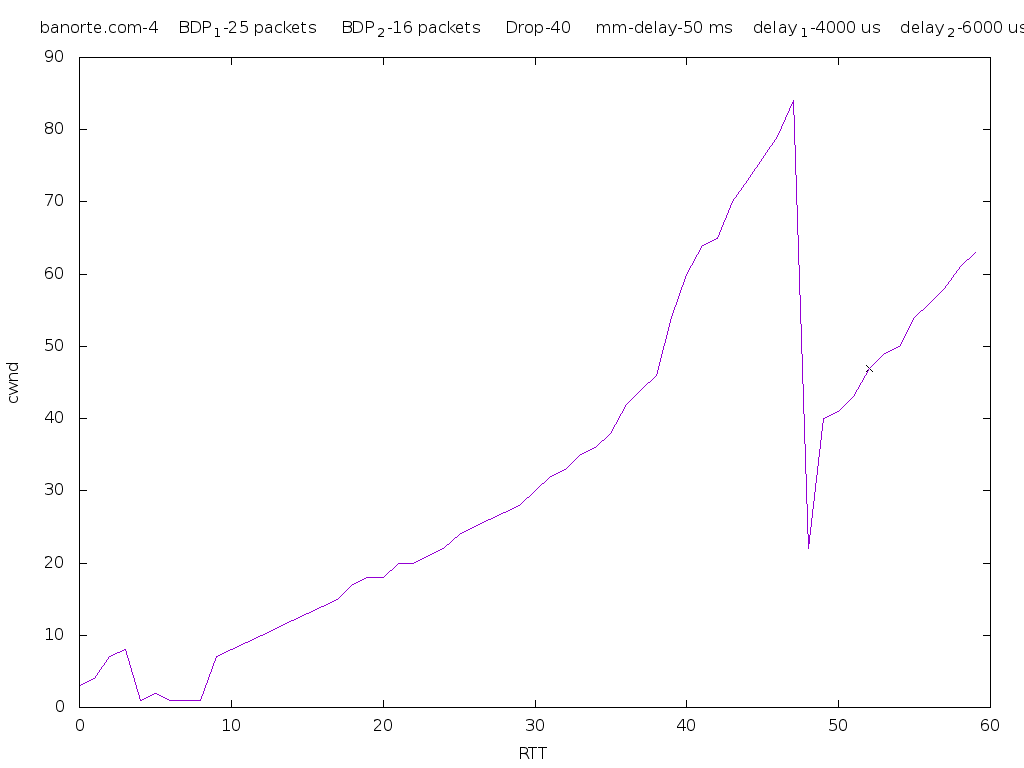 banorte.com-4 BDP1-25 packets BDP2-16 packets Drop-40 mm-delay-50 ms delay1-4000 us delay2-6000 us
90
80
70
60
50
40
30
20
10
0
cwnd
0 10 20 30 40 50 60
RTT